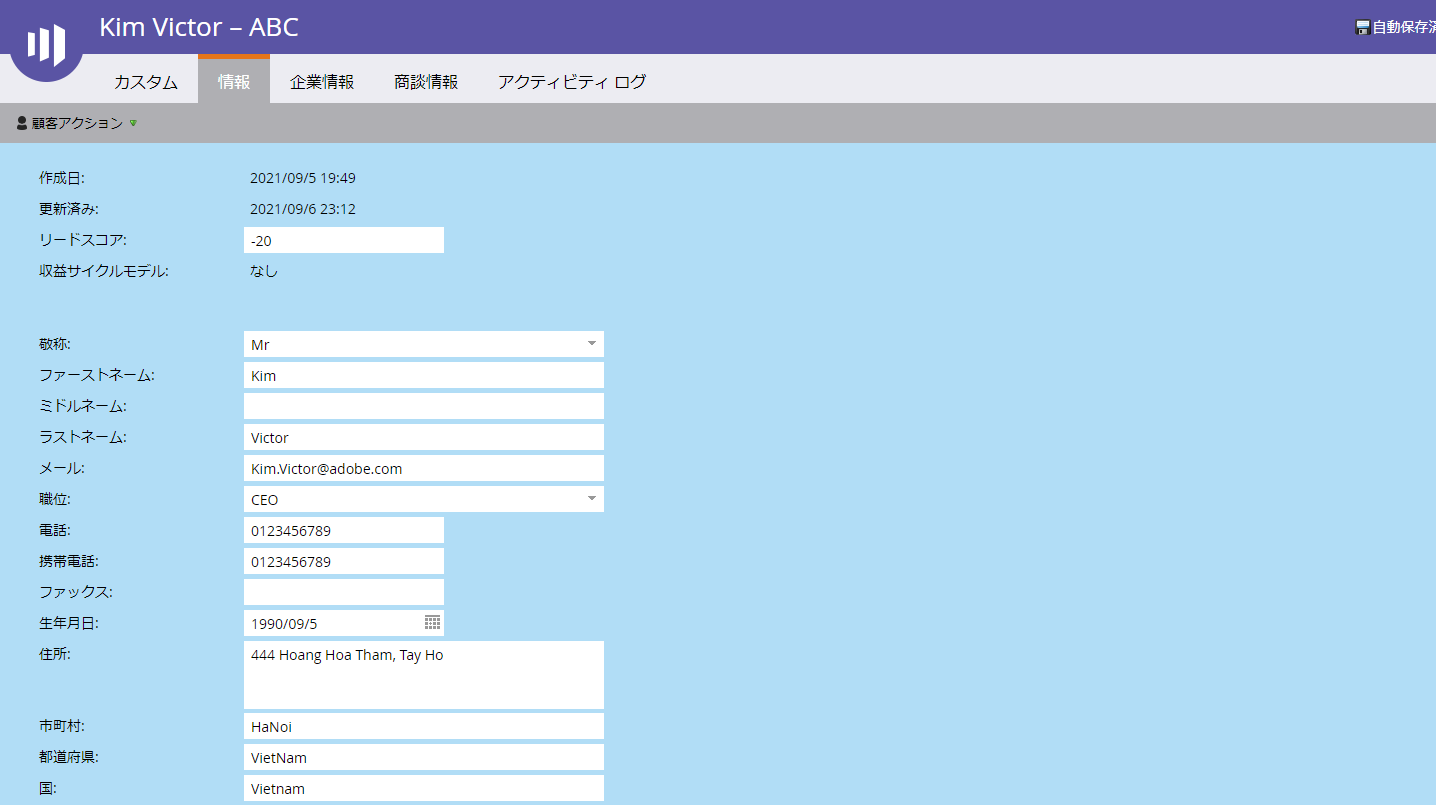 Kim Victor – ABC
自動保存済
カスタム 情報 企業情報 商談情報 アクティビティ ログ
顧客アクション
作成日: 2021/09/5 19:49
更新済み: 2021/09/6 23:12
リードスコア: -20
収益サイクルモデル: なし
敬称: Mr
ファーストネーム: Kim
ミドルネーム:
ラストネーム: Victor
メール: Kim.Victor@adobe.com
職位: CEO
電話: 0123456789
携帯電話: 0123456789
ファックス:
生年月日: 1990/09/5
住所: 444 Hoang Hoa Tham, Tay Ho
市町村: HaNoi
都道府県: VietNam
国: Vietnam